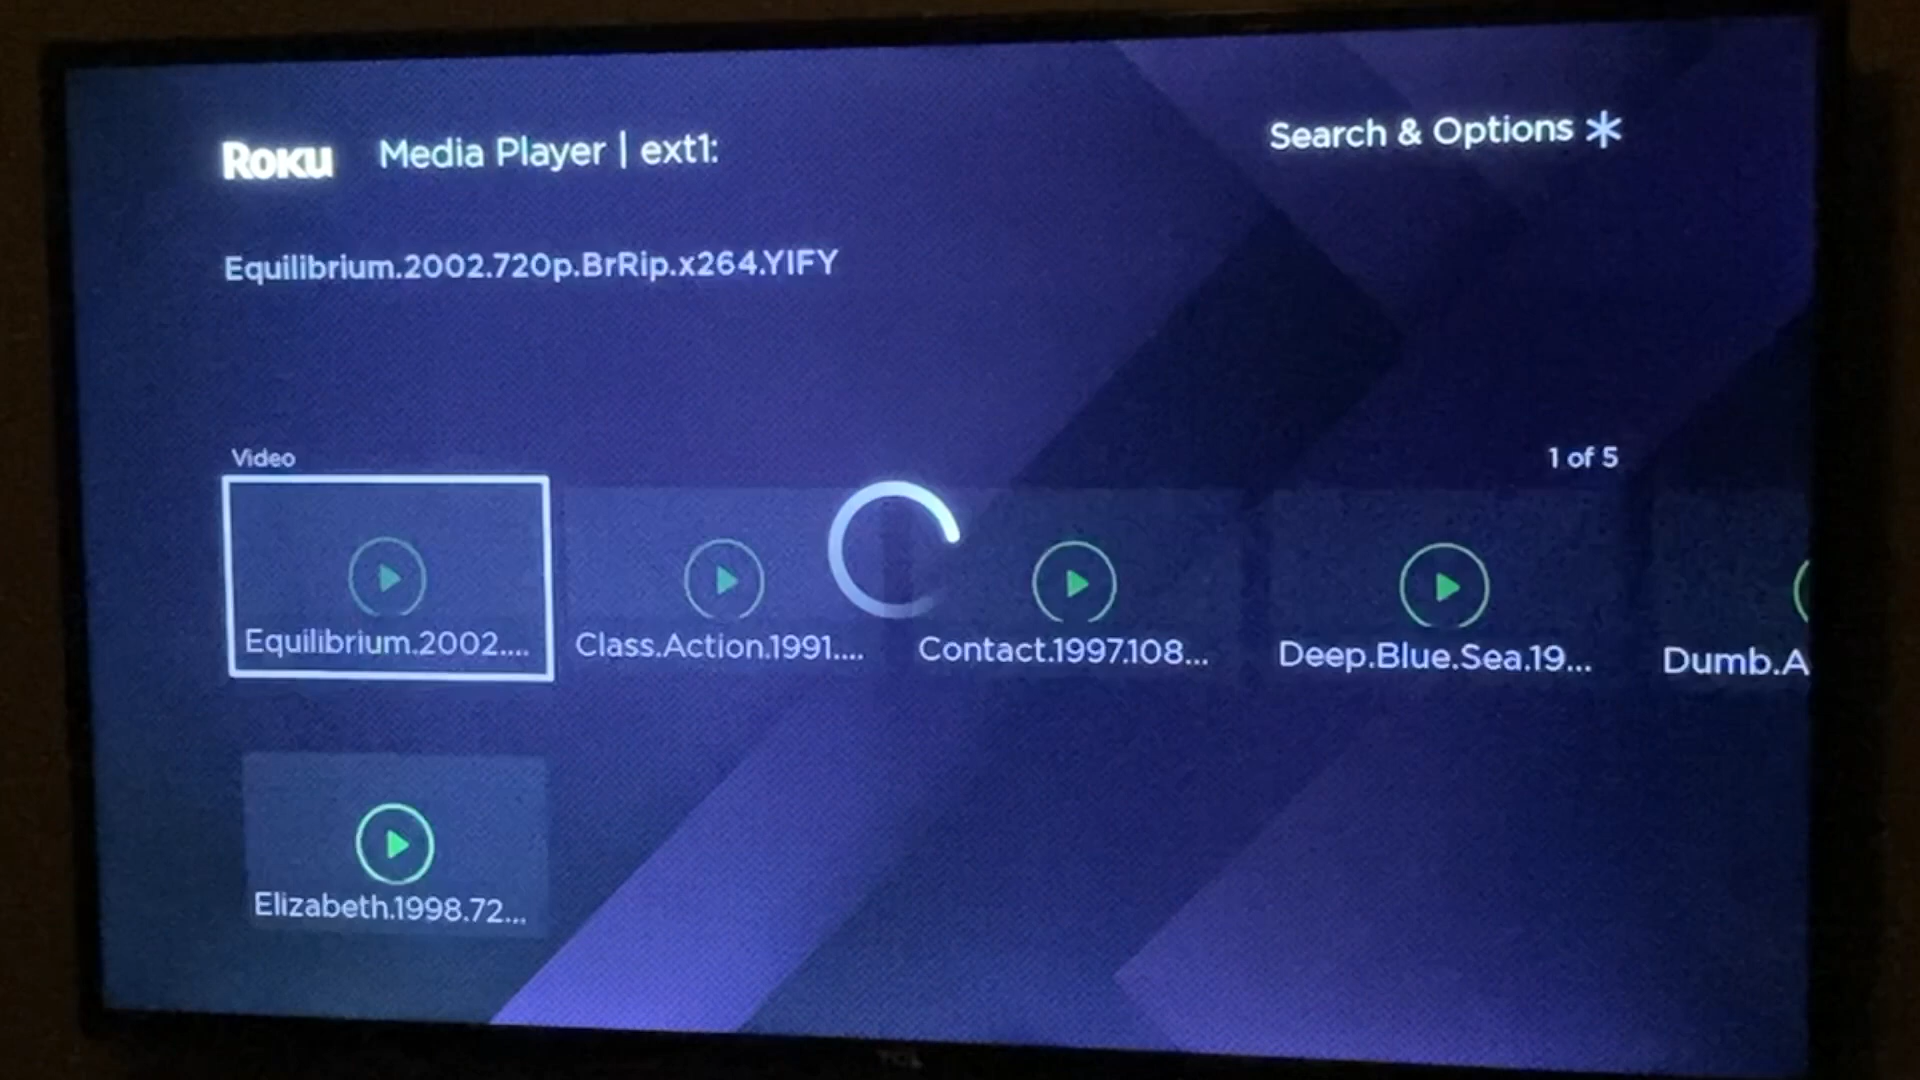 Roku Media Player | ext1:
Search & Options *
Equilibrium.2002.720p.BrRip.x264.YIFY
Video
1 of 5
Equilibrium.2002....
Class.Action.1991....
Contact.1997.108...
Deep.Blue.Sea.19...
Dumb.A
Elizabeth.1998.72...
TCL